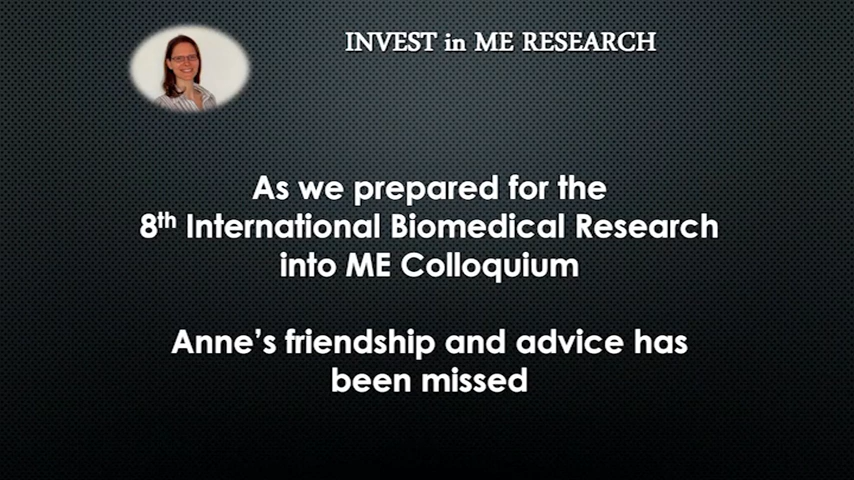 INVEST in ME RESEARCH
As we prepared for the
8th International Biomedical Research
into ME Colloquium
Anne's friendship and advice has
been missed